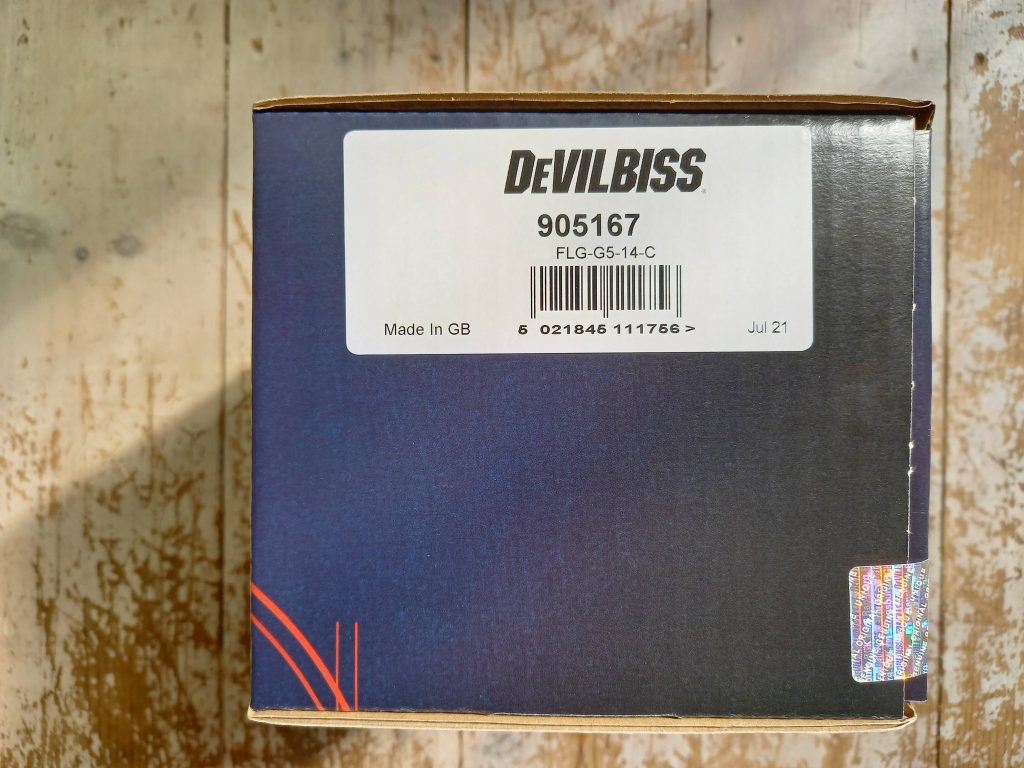 DEVILBISS
905167
FLG-G5-14-C
5 021845 111756 >
Made In GB
Jul 21